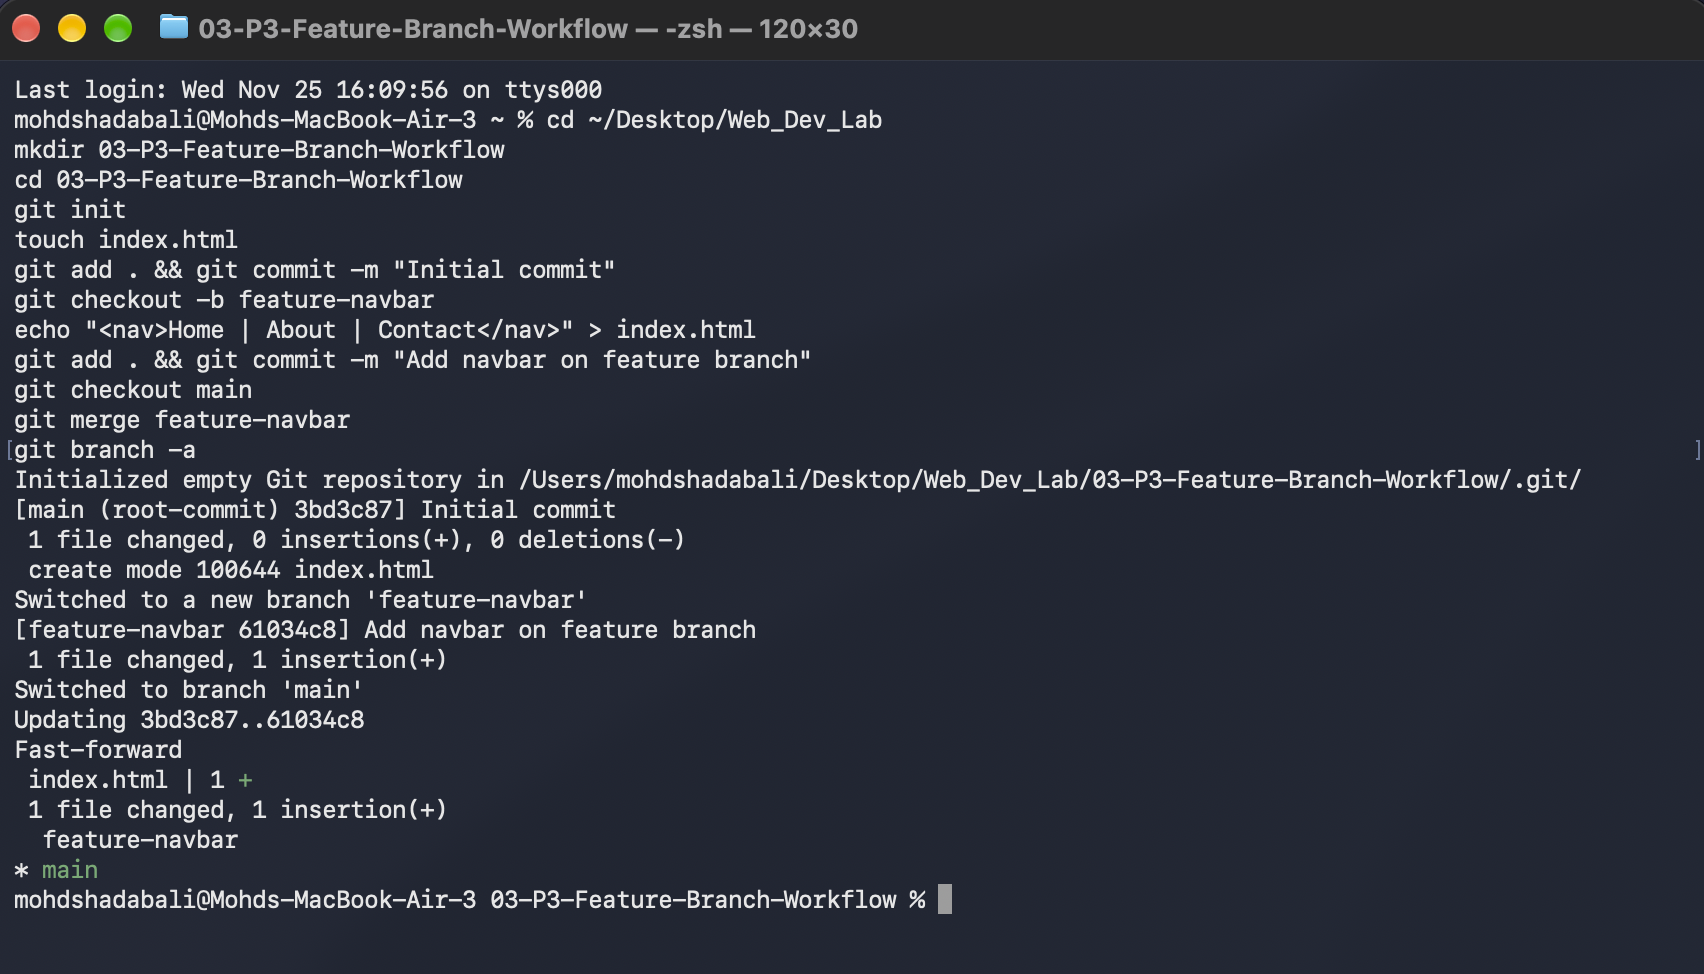 03-P3-Feature-Branch-Workflow — -zsh — 120×30
Last login: Wed Nov 25 16:09:56 on ttys000
mohdshadabali@Mohds-MacBook-Air-3 ~ % cd ~/Desktop/Web_Dev_Lab
mkdir 03-P3-Feature-Branch-Workflow
cd 03-P3-Feature-Branch-Workflow
git init
touch index.html
git add . && git commit -m "Initial commit"
git checkout -b feature-navbar
echo "<nav>Home | About | Contact</nav>" > index.html
git add . && git commit -m "Add navbar on feature branch"
git checkout main
git merge feature-navbar
[git branch -a ]
Initialized empty Git repository in /Users/mohdshadabali/Desktop/Web_Dev_Lab/03-P3-Feature-Branch-Workflow/.git/
[main (root-commit) 3bd3c87] Initial commit
 1 file changed, 0 insertions(+), 0 deletions(-)
 create mode 100644 index.html
Switched to a new branch 'feature-navbar'
[feature-navbar 61034c8] Add navbar on feature branch
 1 file changed, 1 insertion(+)
Switched to branch 'main'
Updating 3bd3c87..61034c8
Fast-forward
 index.html | 1 +
 1 file changed, 1 insertion(+)
  feature-navbar
* main
mohdshadabali@Mohds-MacBook-Air-3 03-P3-Feature-Branch-Workflow %